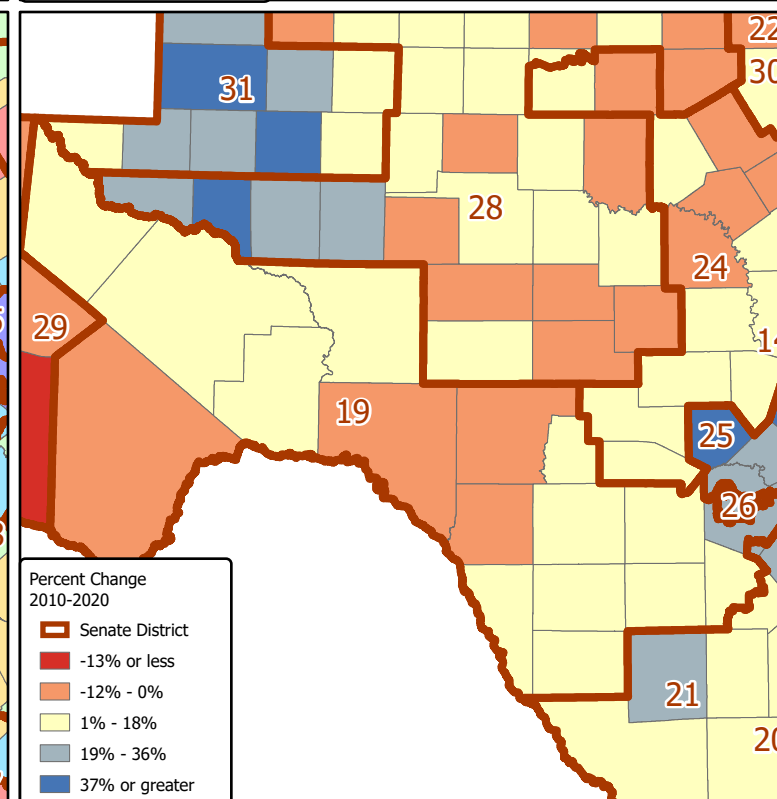 22
30
31
28
24
29
14
19
25
26
21
20
Percent Change
2010-2020
Senate District
-13% or less
-12% - 0%
1% - 18%
19% - 36%
37% or greater